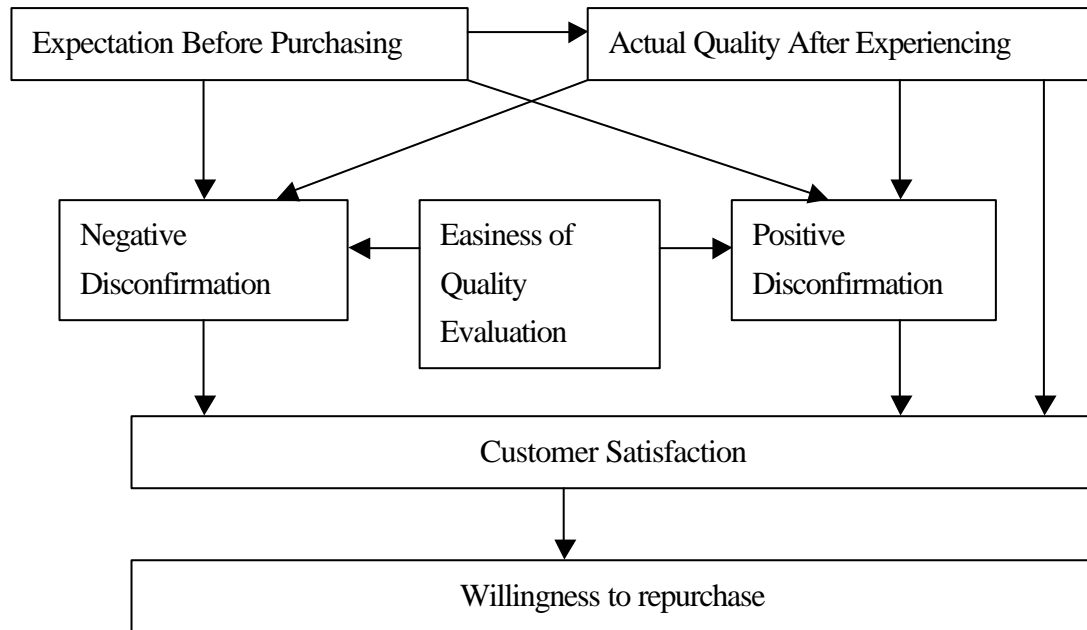 Expectation Before Purchasing
Actual Quality After Experiencing
Negative
Disconfirmation
Easiness of
Quality
Evaluation
Positive
Disconfirmation
Customer Satisfaction
Willingness to repurchase